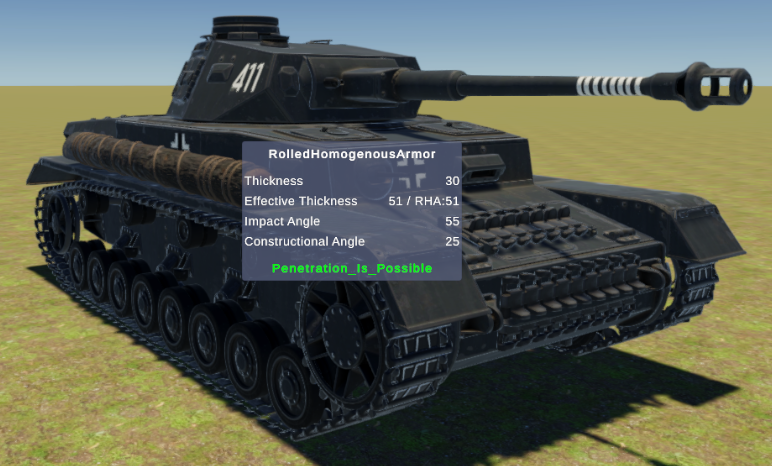 411
RolledHomogenousArmor
Thickness 30
Effective Thickness 51 / RHA:51
Impact Angle 55
Constructional Angle 25
Penetration_Is_Possible